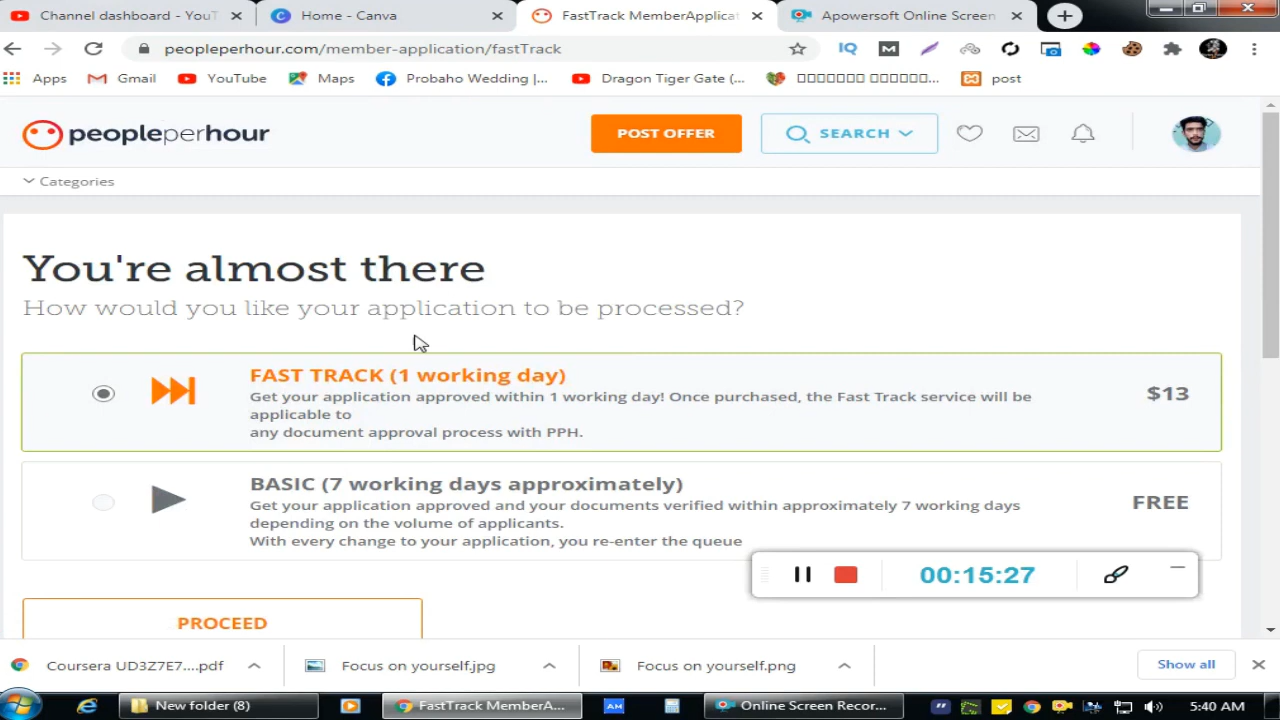 Channel dashboard - YouT
Home - Canva
FastTrack MemberApplicat
Apowersoft Online Screen
peopleperhour.com/member-application/fastTrack
IQ
M
Apps
Gmail
YouTube
Maps
Probaho Wedding |...
Dragon Tiger Gate (...
post
peopleperhour
POST OFFER
SEARCH
Categories
You're almost there
How would you like your application to be processed?
FAST TRACK (1 working day)
Get your application approved within 1 working day! Once purchased, the Fast Track service will be
applicable to
any document approval process with PPH.
$13
BASIC (7 working days approximately)
Get your application approved and your documents verified within approximately 7 working days
depending on the volume of applicants.
With every change to your application, you re-enter the queue
FREE
00:15:27
PROCEED
Coursera UD3Z7E7....pdf
Focus on yourself.jpg
Focus on yourself.png
Show all
New folder (8)
FastTrack MemberA...
AM
Online Screen Recor...
5:40 AM